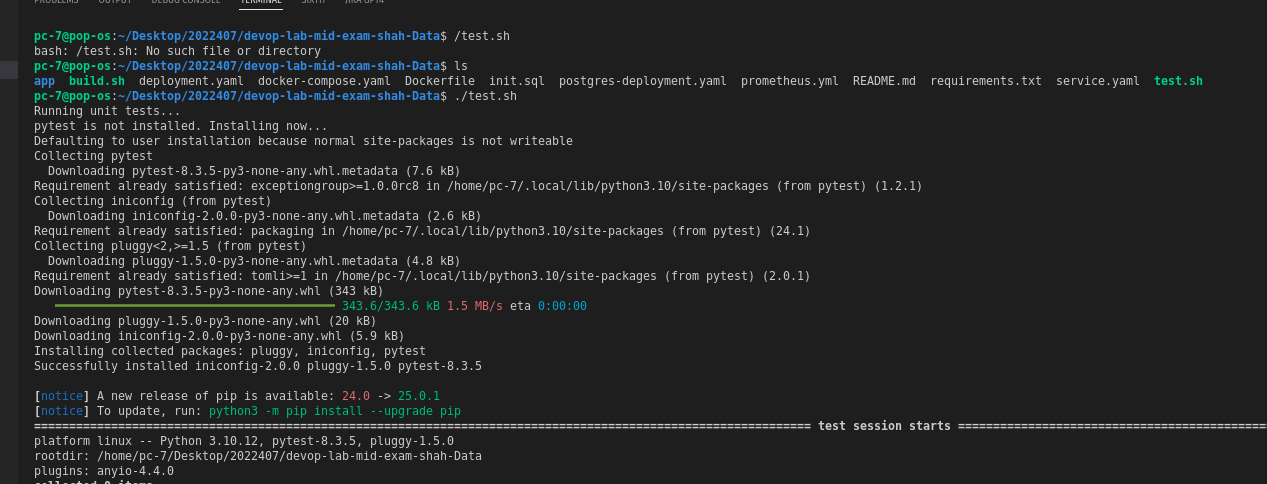 PROBLEMS OUTPUT DEBUG CONSOLE TERMINAL
pc-7@pop-os:~/Desktop/2022407/devop-lab-mid-exam-shah-Data$ /test.sh
bash: /test.sh: No such file or directory
pc-7@pop-os:~/Desktop/2022407/devop-lab-mid-exam-shah-Data$ ls
app build.sh deployment.yaml docker-compose.yaml Dockerfile init.sql postgres-deployment.yaml prometheus.yml README.md requirements.txt service.yaml test.sh
pc-7@pop-os:~/Desktop/2022407/devop-lab-mid-exam-shah-Data$ ./test.sh
Running unit tests...
pytest is not installed. Installing now...
Defaulting to user installation because normal site-packages is not writeable
Collecting pytest
Downloading pytest-8.3.5-py3-none-any.whl.metadata (7.6 kB)
Requirement already satisfied: exceptiongroup>=1.0.0rc8 in /home/pc-7/.local/lib/python3.10/site-packages (from pytest) (1.2.1)
Collecting iniconfig (from pytest)
Downloading iniconfig-2.0.0-py3-none-any.whl.metadata (2.6 kB)
Requirement already satisfied: packaging in /home/pc-7/.local/lib/python3.10/site-packages (from pytest) (24.1)
Collecting pluggy<2,>=1.5 (from pytest)
Downloading pluggy-1.5.0-py3-none-any.whl.metadata (4.8 kB)
Requirement already satisfied: tomli>=1 in /home/pc-7/.local/lib/python3.10/site-packages (from pytest) (2.0.1)
Downloading pytest-8.3.5-py3-none-any.whl (343 kB)
343.6/343.6 kB 1.5 MB/s eta 0:00:00
Downloading pluggy-1.5.0-py3-none-any.whl (20 kB)
Downloading iniconfig-2.0.0-py3-none-any.whl (5.9 kB)
Installing collected packages: pluggy, iniconfig, pytest
Successfully installed iniconfig-2.0.0 pluggy-1.5.0 pytest-8.3.5
[notice] A new release of pip is available: 24.0 -> 25.0.1
[notice] To update, run: python3 -m pip install --upgrade pip
=============================================================================================================== test session starts ============================================
platform linux -- Python 3.10.12, pytest-8.3.5, pluggy-1.5.0
rootdir: /home/pc-7/Desktop/2022407/devop-lab-mid-exam-shah-Data
plugins: anyio-4.4.0
collected 0 items